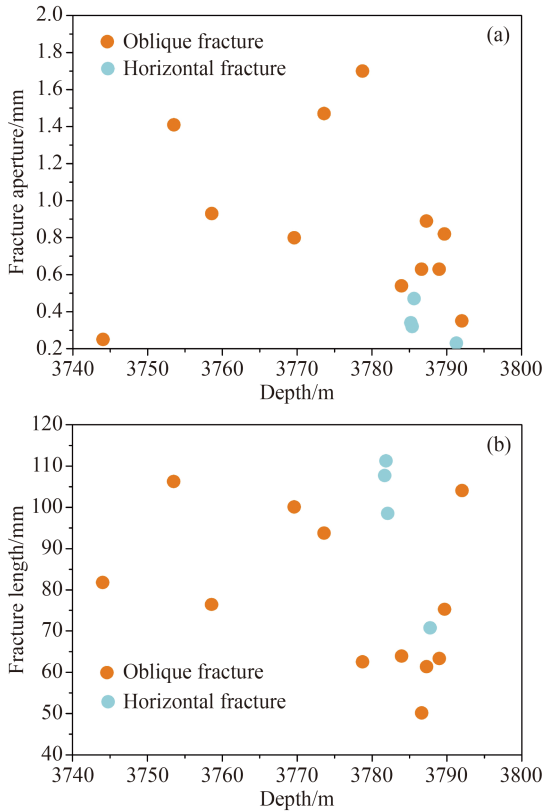 2.0
1.8
1.6
1.4
1.2
1.0
0.8
0.6
0.4
0.2
Fracture aperture/mm
Oblique fracture
Horizontal fracture
(a)
3740 3750 3760 3770 3780 3790 3800
Depth/m
120
110
100
90
80
70
60
50
40
Fracture length/mm
(b)
Oblique fracture
Horizontal fracture
3740 3750 3760 3770 3780 3790 3800
Depth/m